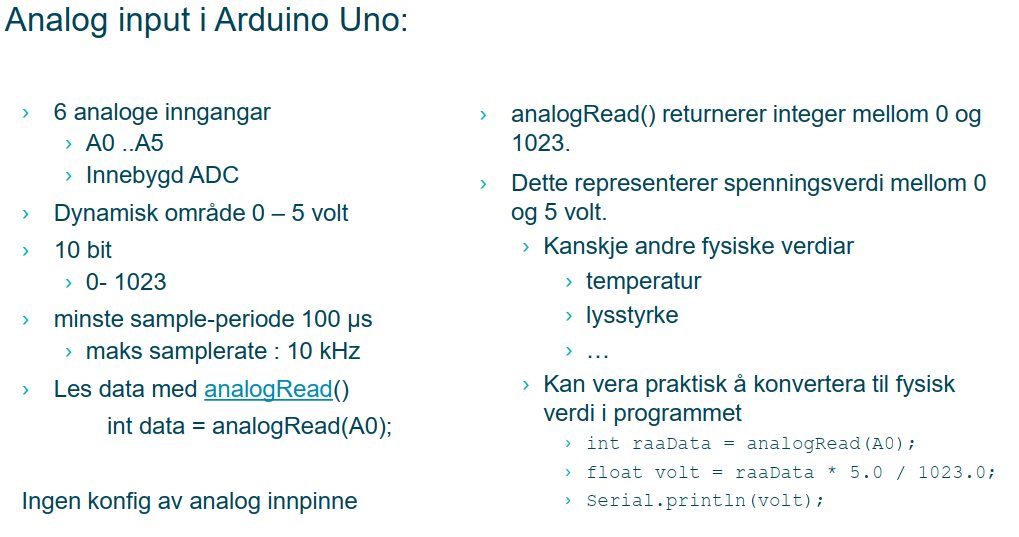 Analog input i Arduino Uno:
› 6 analoge inngangar
› A0 ..A5
› Innebygd ADC
› Dynamisk område 0 – 5 volt
› 10 bit
› 0- 1023
› minste sample-periode 100 µs
› maks samplerate : 10 kHz
› Les data med analogRead()
int data = analogRead(A0);
Ingen konfig av analog innpinne
› analogRead() returnerer integer mellom 0 og
1023.
› Dette representerer spenningsverdi mellom 0
og 5 volt.
› Kanskje andre fysiske verdiar
› temperatur
› lysstyrke
› …
› Kan vera praktisk å konvertera til fysisk
verdi i programmet
› int raaData = analogRead(A0);
› float volt = raaData * 5.0 / 1023.0;
› Serial.println(volt);